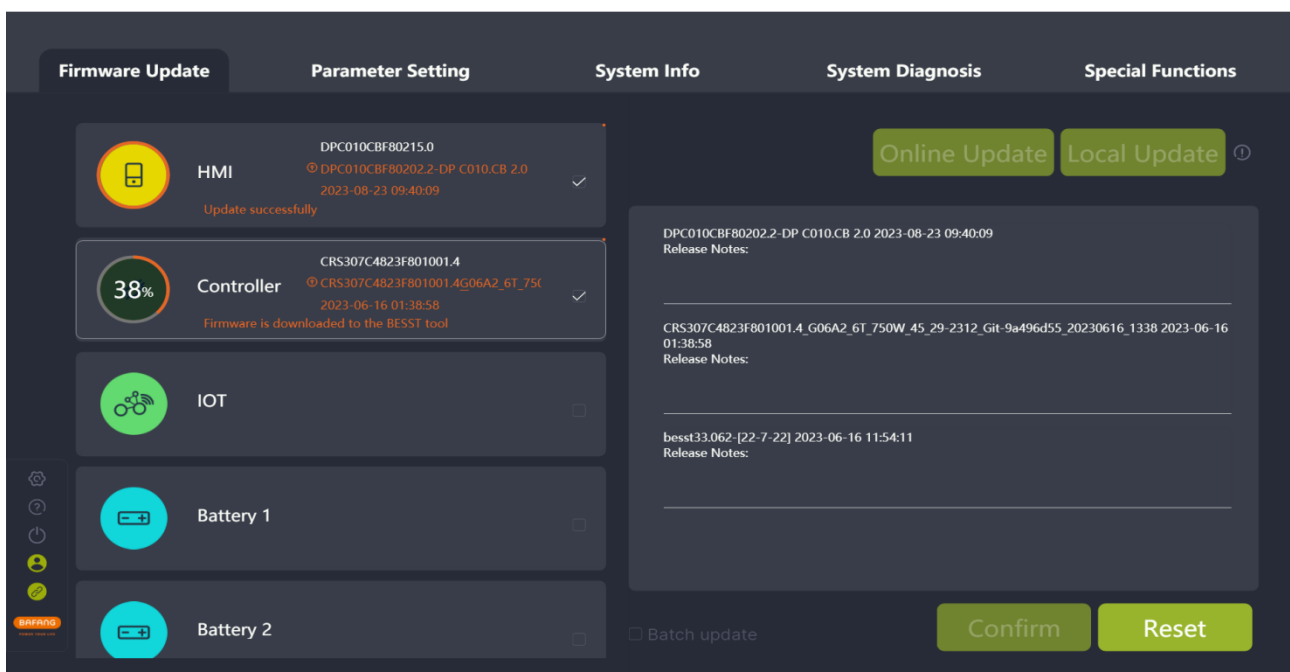 Firmware Update
Parameter Setting
System Info
System Diagnosis
Special Functions
HMI
DPC010CBF80215.0
DPC010CBF80202.2-DP C010.CB 2.0
2023-08-23 09:40:09
Update successfully
38%
Controller
CRS307C4823F801001.4
CRS307C4823F801001.4G06A2_6T_750
2023-06-16 01:38:58
Firmware is downloaded to the BESST tool
IOT
Battery 1
Battery 2
BAFANG
Online Update
Local Update
DPC010CBF80202.2-DP C010.CB 2.0 2023-08-23 09:40:09
Release Notes:
CRS307C4823F801001.4_G06A2_6T_750W_45_29-2312_Git-9a496d55_20230616_1338 2023-06-16
01:38:58
Release Notes:
besst33.062-[22-7-22] 2023-06-16 11:54:11
Release Notes:
Batch update
Confirm
Reset